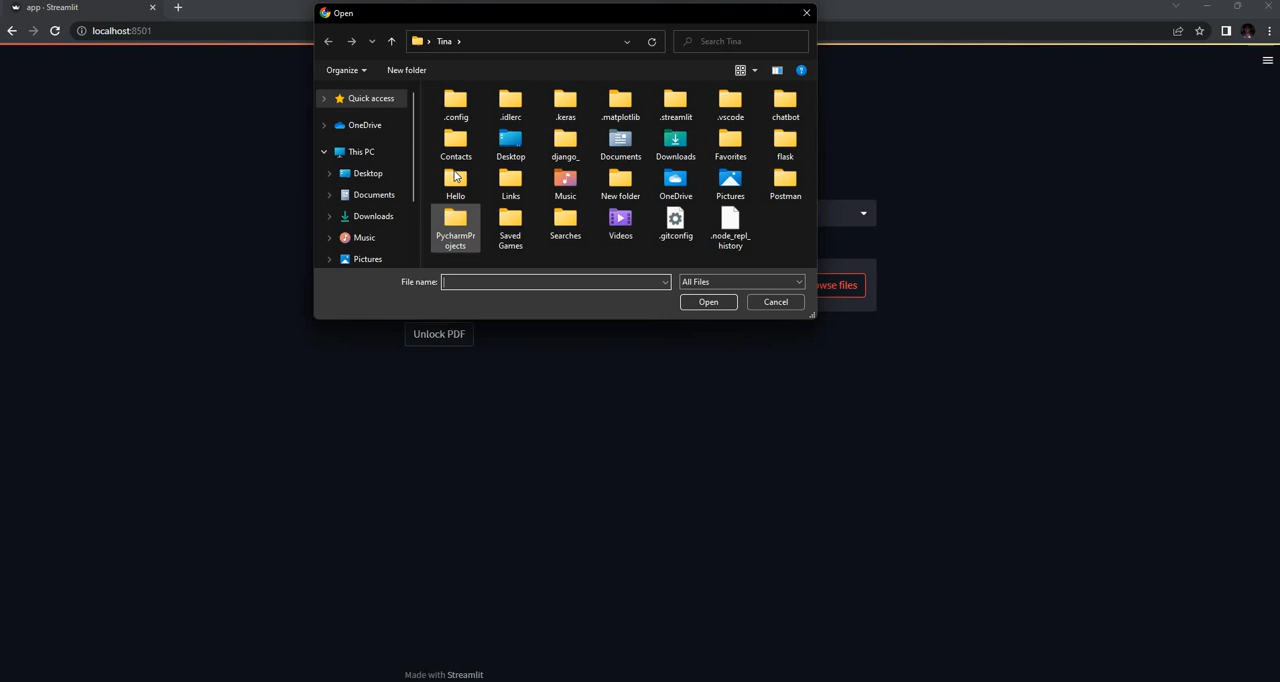 app · Streamlit
localhost:8501
Open
Tina
Search Tina
Organize
New folder
Quick access
OneDrive
This PC
Desktop
Documents
Downloads
Music
Pictures
.config
.idlerc
.keras
.matplotlib
.streamlit
.vscode
chatbot
Contacts
Desktop
django_
Documents
Downloads
Favorites
flask
Hello
Links
Music
New folder
OneDrive
Pictures
Postman
PycharmPr
ojects
Saved
Games
Searches
Videos
.gitconfig
.node_repl_
history
File name:
All Files
Open
Cancel
owse files
Unlock PDF
Made with Streamlit